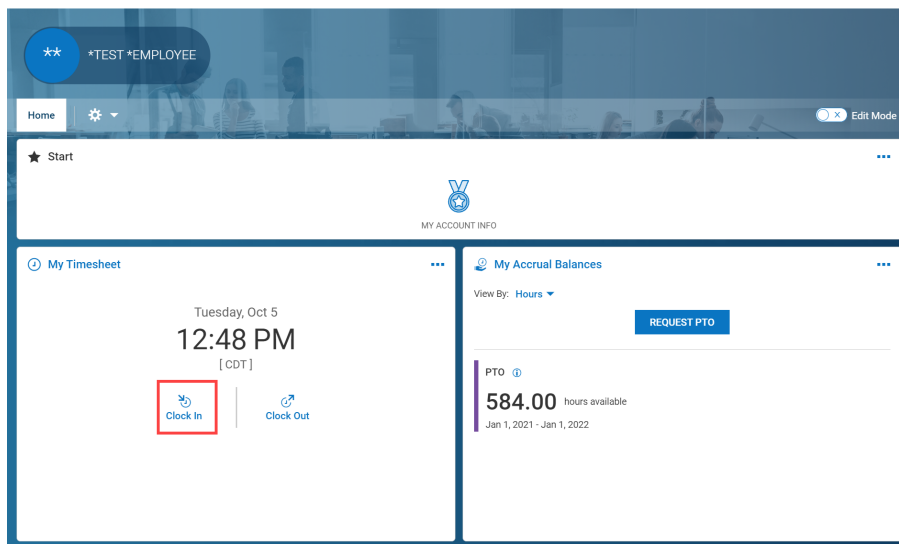 **
*TEST *EMPLOYEE
Home
Edit Mode
Start
MY ACCOUNT INFO
My Timesheet
Tuesday, Oct 5
12:48 PM
[ CDT ]
Clock In
Clock Out
My Accrual Balances
View By: Hours
REQUEST PTO
PTO
584.00 hours available
Jan 1, 2021 - Jan 1, 2022